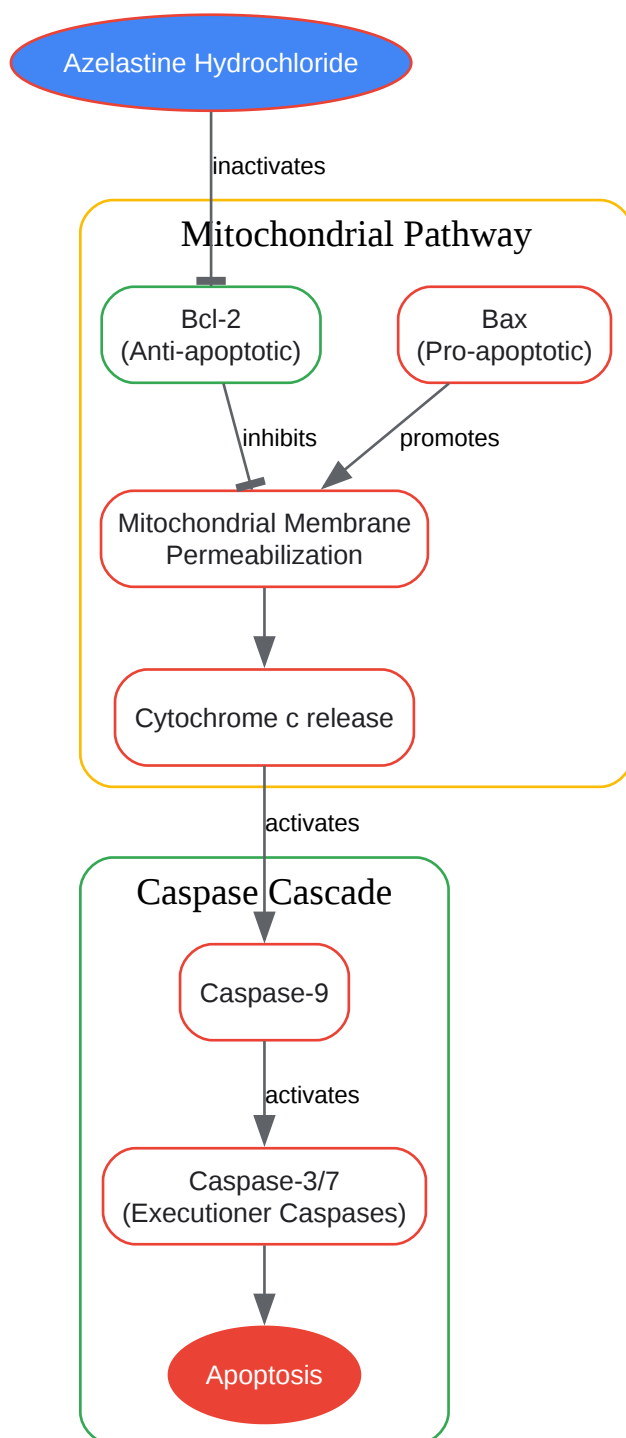 Azelastine Hydrochloride
inactivates
Mitochondrial Pathway
Bcl-2
(Anti-apoptotic)
Bax
(Pro-apoptotic)
inhibits
promotes
Mitochondrial Membrane
Permeabilization
Cytochrome c release
activates
Caspase Cascade
Caspase-9
activates
Caspase-3/7
(Executioner Caspases)
Apoptosis